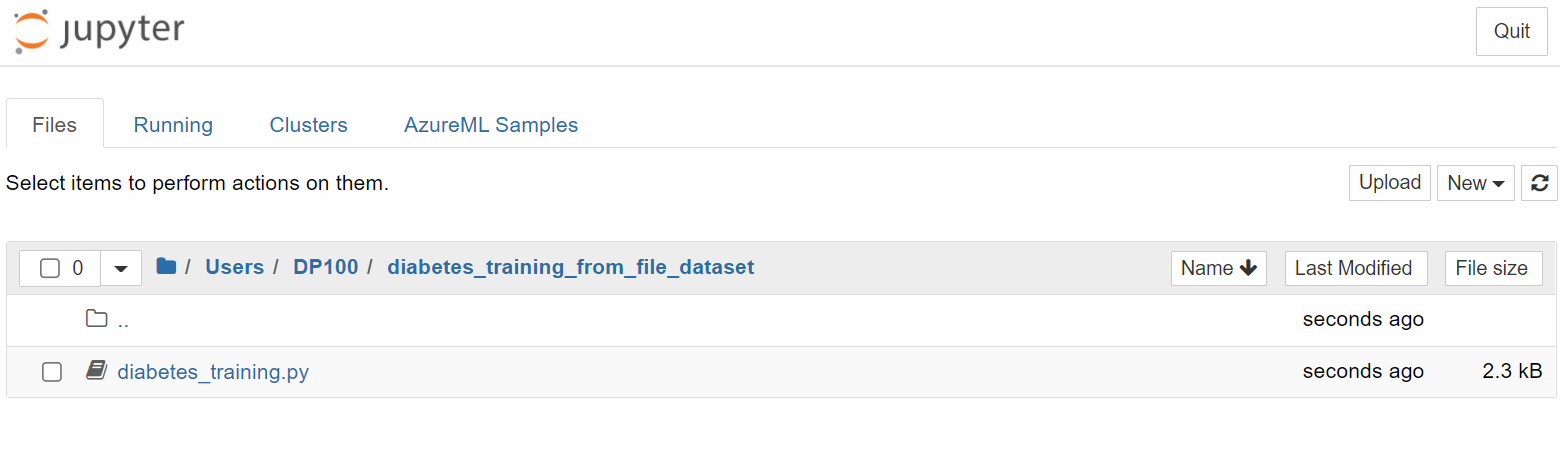 jupyter Quit
Files Running Clusters AzureML Samples
Select items to perform actions on them. Upload New
0 / Users / DP100 / diabetes_training_from_file_dataset Name Last Modified File size
.. seconds ago
diabetes_training.py seconds ago 2.3 kB